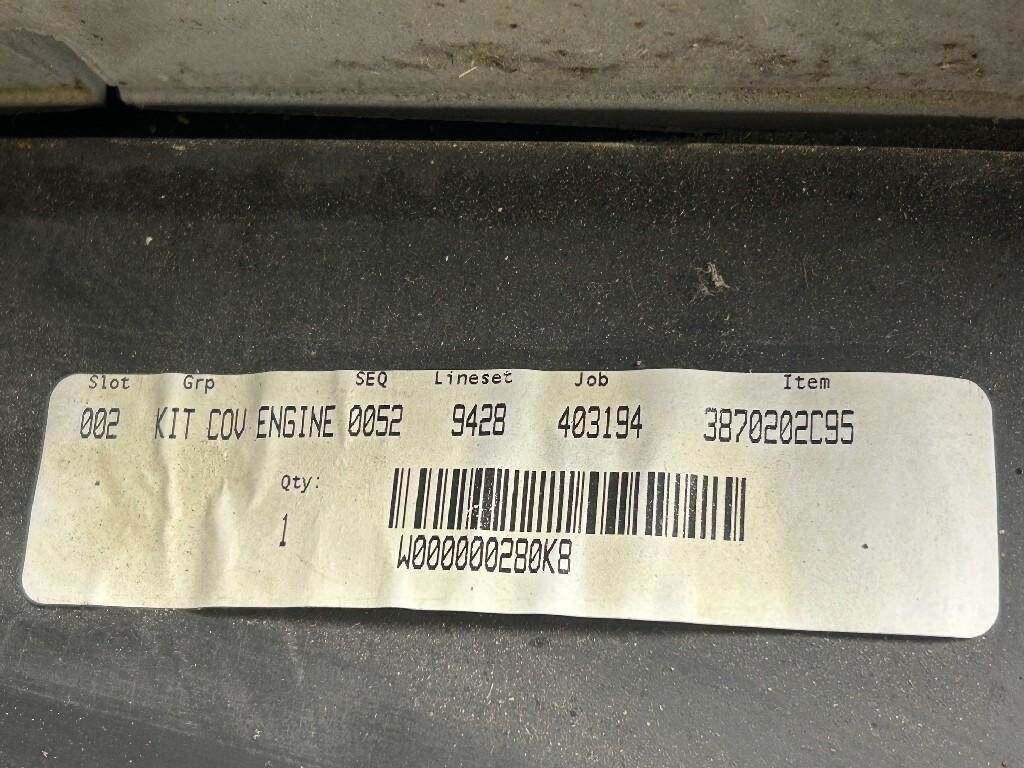 Slot Grp SEQ Lineset Job Item
002 KIT COV ENGINE 0052 9428 403194 3870202C95
Qty:
1
W000000280K8